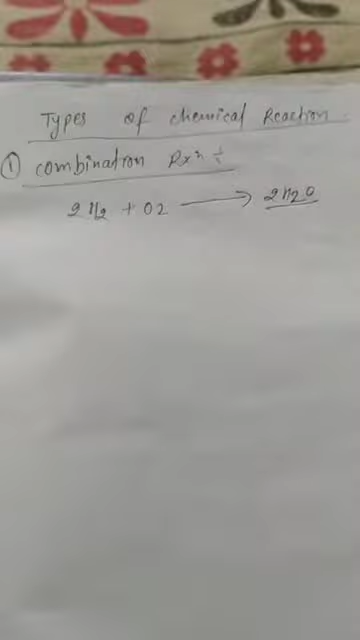 Types of chemical Reaction
① combination Rxn ÷
2H2 + O2 ⟶ 2H2O